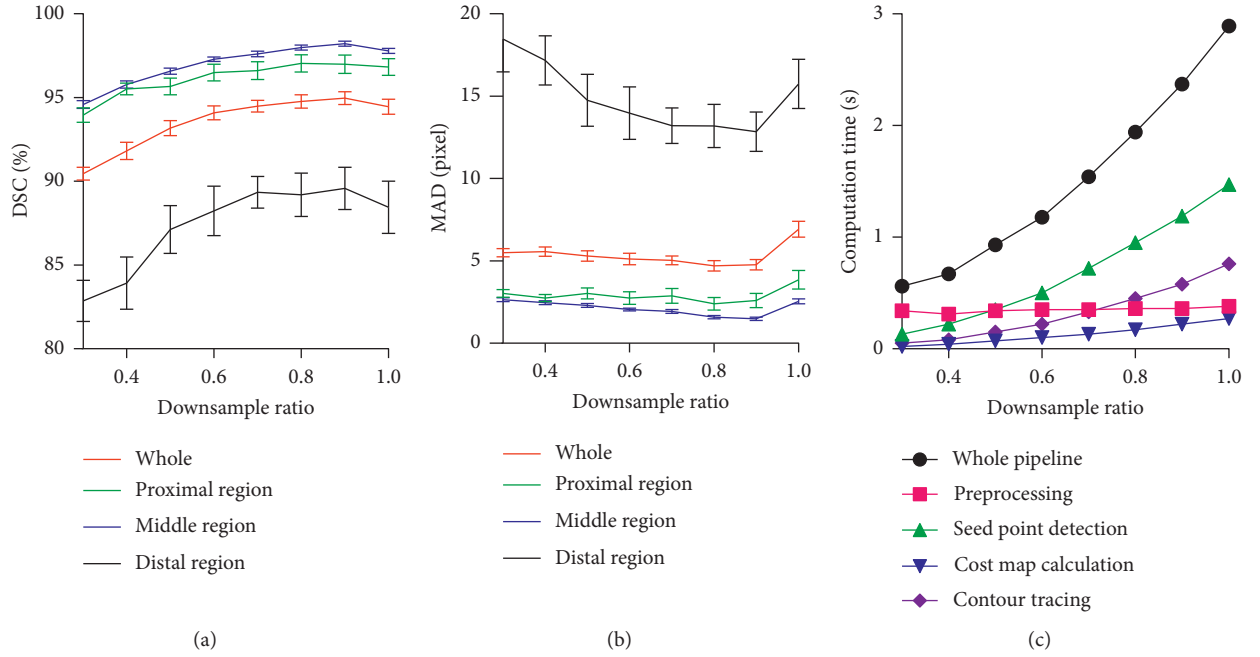 100
95
90
85
80
DSC (%)
0.4
0.6
0.8
1.0
Downsample ratio
Whole
Proximal region
Middle region
Distal region
(a)
20
15
10
5
0
MAD (pixel)
0.4
0.6
0.8
1.0
Downsample ratio
Whole
Proximal region
Middle region
Distal region
(b)
3
2
1
0
Computation time (s)
0.4
0.6
0.8
1.0
Downsample ratio
Whole pipeline
Preprocessing
Seed point detection
Cost map calculation
Contour tracing
(c)